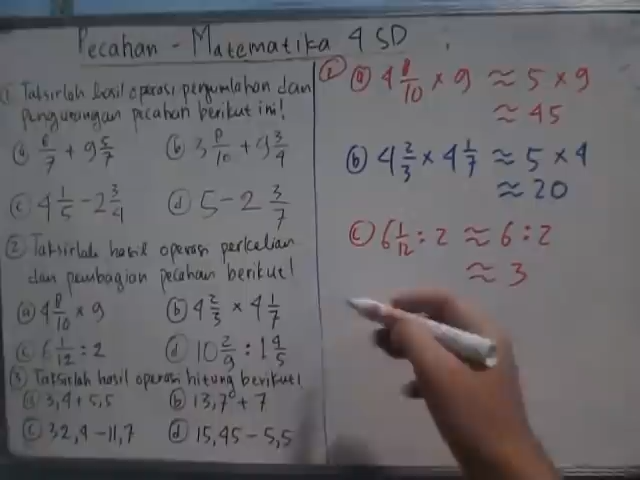 Pecahan - Matematika 4 SD
① Taksirlah hasil operasi penjumlahan dan
pengurangan pecahan berikut ini!
ⓐ 6/7 + 9 5/7 ⓑ 3 8/10 + 9 3/4
ⓒ 4 1/5 - 2 3/4 ⓓ 5 - 2 3/7
② Taksirlah hasil operasi perkalian
dan pembagian pecahan berikut!
ⓐ 4 8/10 × 9 ⓑ 4 2/3 × 4 1/7
ⓒ 6 1/12 : 2 ⓓ 10 2/9 : 1 4/5
③ Taksirlah hasil operasi hitung berikut!
ⓐ 3,4 + 5,5 ⓑ 13,7 + 7
ⓒ 32,4 - 11,7 ⓓ 15,45 - 5,5
② ⓐ 4 8/10 × 9 ≈ 5 × 9
≈ 45
ⓑ 4 2/3 × 4 1/7 ≈ 5 × 4
≈ 20
ⓒ 6 1/12 : 2 ≈ 6 : 2
≈ 3